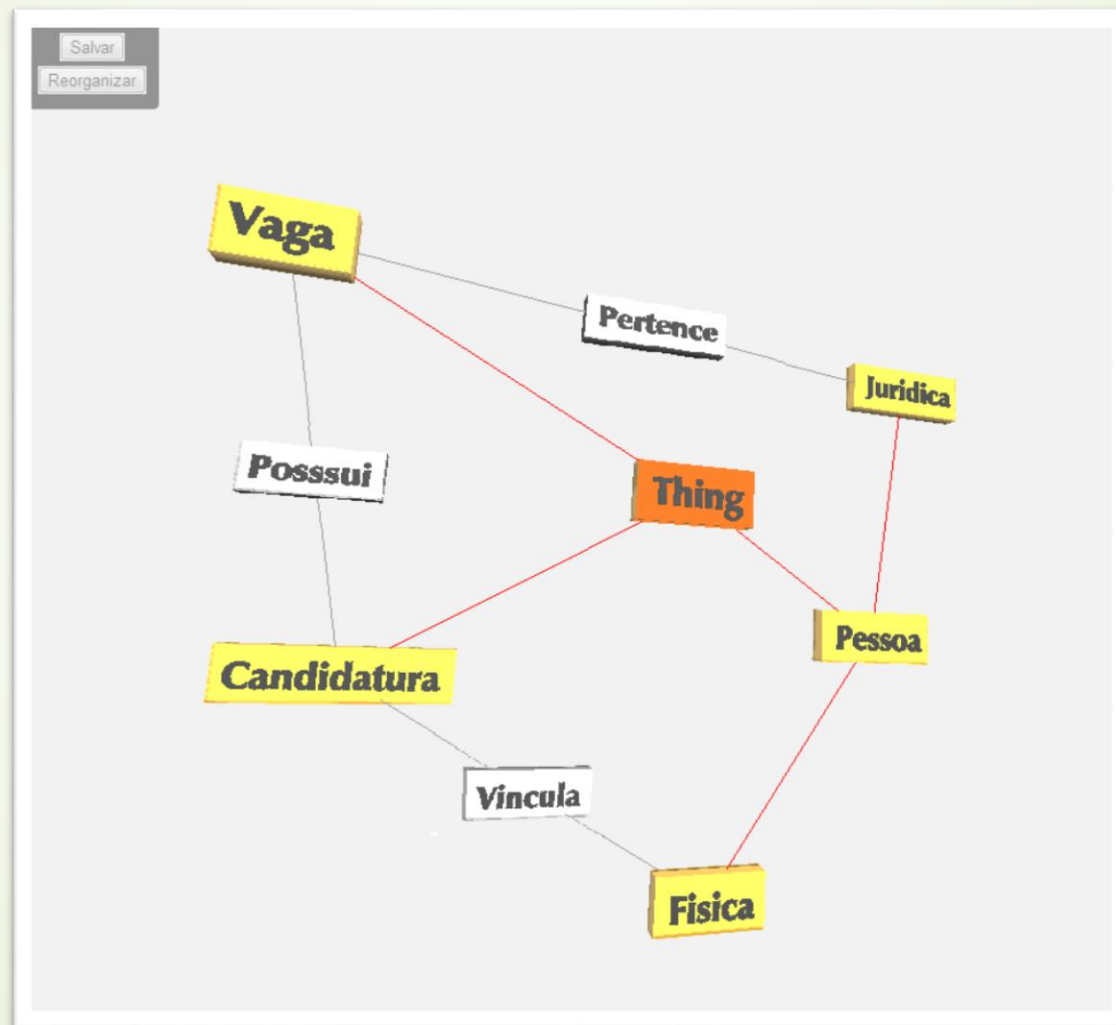 Salvar
Reorganizar
Vaga
Pertence
Juridica
Posssui
Thing
Pessoa
Candidatura
Vincula
Fisica